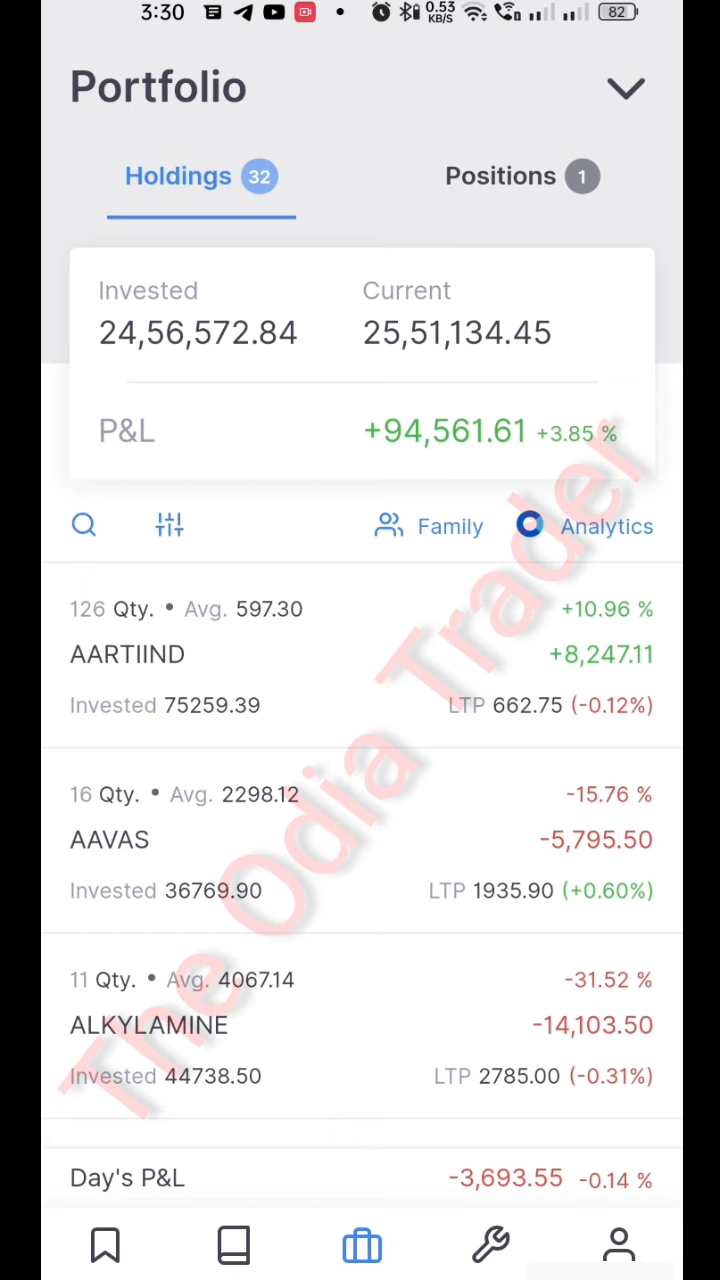 3:30 0.53 KB/S 82
Portfolio
Holdings 32 Positions 1
Invested Current
24,56,572.84 25,51,134.45
P&L +94,561.61 +3.85 %
Family Analytics
126 Qty. • Avg. 597.30 +10.96 %
AARTIIND +8,247.11
Invested 75259.39 LTP 662.75 (-0.12%)
16 Qty. • Avg. 2298.12 -15.76 %
AAVAS -5,795.50
Invested 36769.90 LTP 1935.90 (+0.60%)
11 Qty. • Avg. 4067.14 -31.52 %
ALKYLAMINE -14,103.50
Invested 44738.50 LTP 2785.00 (-0.31%)
Day's P&L -3,693.55 -0.14 %
The Odia Trader